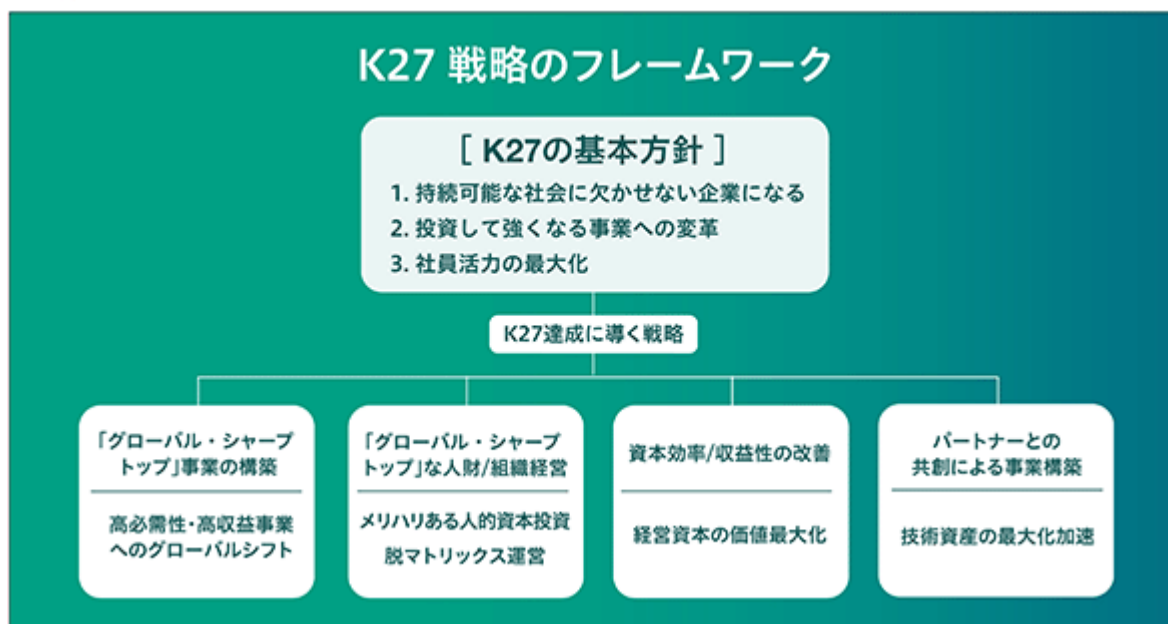 K27 戦略のフレームワーク
[ K27の基本方針 ]
1. 持続可能な社会に欠かせない企業になる
2. 投資して強くなる事業への変革
3. 社員活力の最大化
K27達成に導く戦略
「グローバル・シャープ
トップ」事業の構築
高必需性・高収益事業
へのグローバルシフト
「グローバル・シャープ
トップ」な人財/組織経営
メリハリある人的資本投資
脱マトリックス運営
資本効率/収益性の改善
経営資本の価値最大化
パートナーとの
共創による事業構築
技術資産の最大化加速